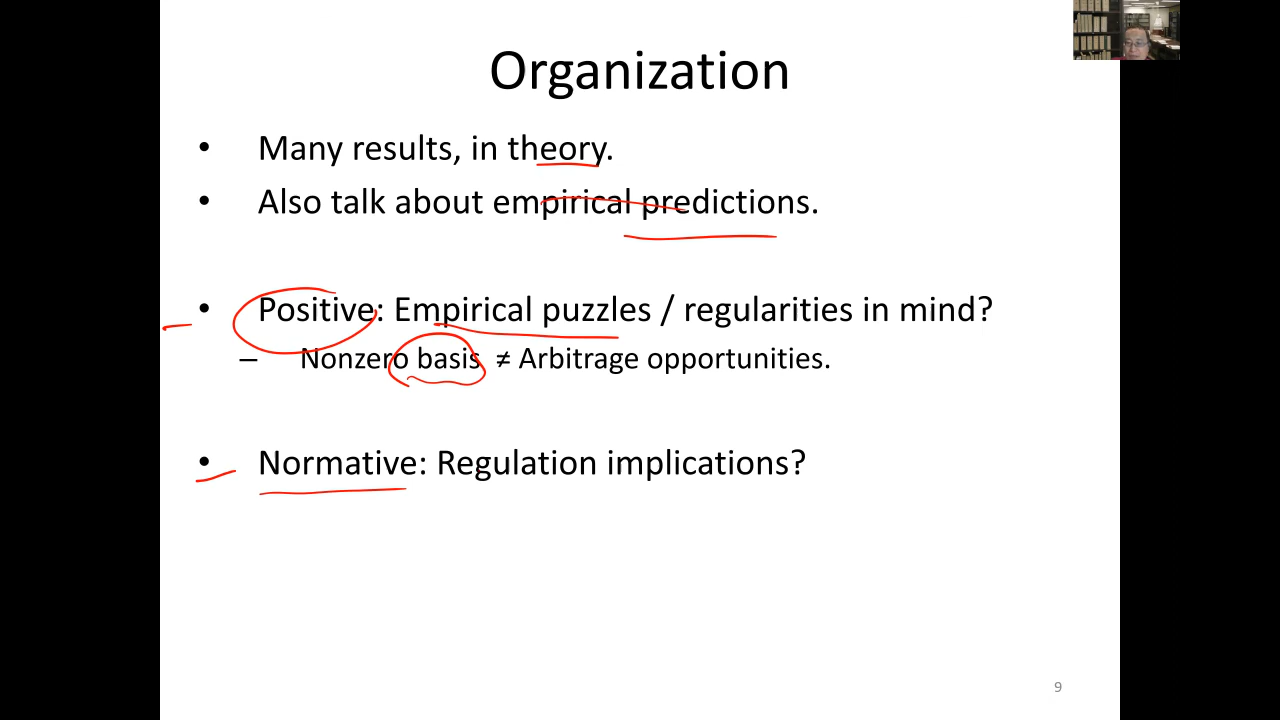 Organization
• Many results, in theory.
• Also talk about empirical predictions.
• Positive: Empirical puzzles / regularities in mind?
– Nonzero basis ≠ Arbitrage opportunities.
• Normative: Regulation implications?
9